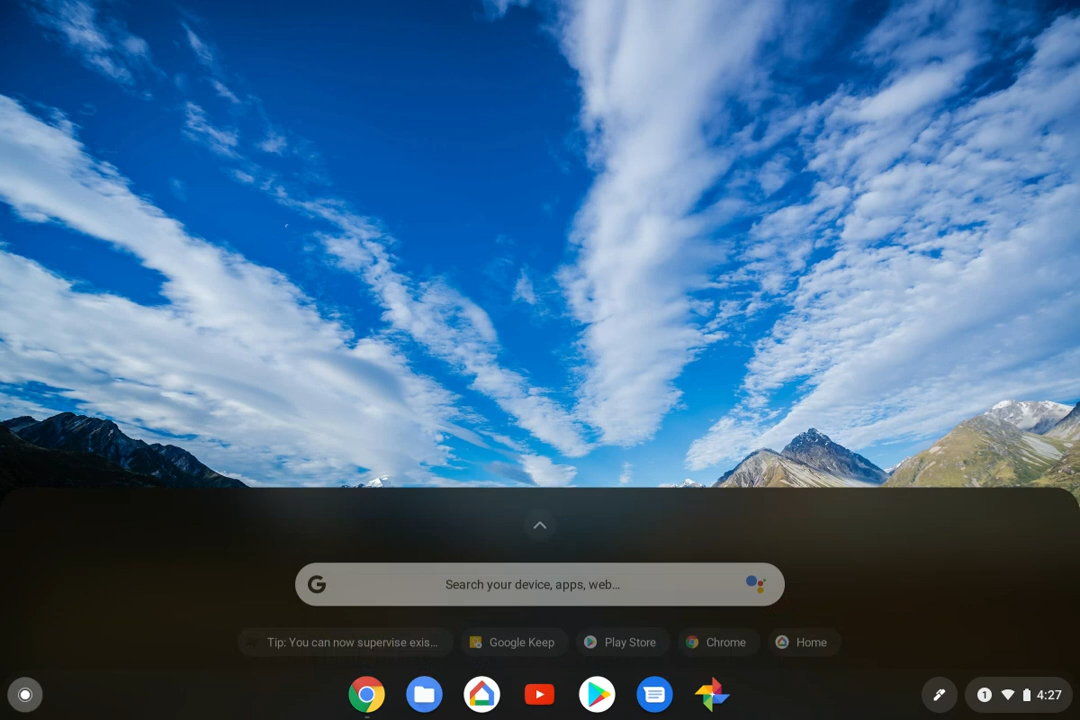 Search your device, apps, web...
Tip: You can now supervise exis...
Google Keep
Play Store
Chrome
Home
1
4:27